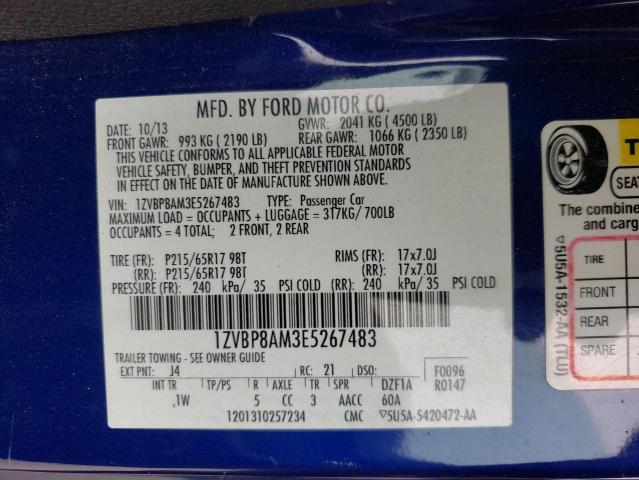 MFD. BY FORD MOTOR CO.
DATE: 10/13 GVWR: 2041 KG ( 4500 LB)
FRONT GAWR: 993 KG ( 2190 LB) REAR GAWR: 1066 KG ( 2350 LB)
THIS VEHICLE CONFORMS TO ALL APPLICABLE FEDERAL MOTOR
VEHICLE SAFETY, BUMPER, AND THEFT PREVENTION STANDARDS
IN EFFECT ON THE DATE OF MANUFACTURE SHOWN ABOVE.
VIN: 1ZVBP8AM3E5267483 TYPE: Passenger Car
MAXIMUM LOAD = OCCUPANTS + LUGGAGE = 317KG/ 700LB
OCCUPANTS = 4 TOTAL; 2 FRONT, 2 REAR
TIRE (FR): P215/65R17 98T RIMS (FR): 17x7.0J
(RR): P215/65R17 98T (RR): 17x7.0J
PRESSURE (FR): 240 kPa/ 35 PSI COLD (RR): 240 kPa/ 35 PSI COLD
1ZVBP8AM3E5267483
TRAILER TOWING - SEE OWNER GUIDE
EXT PNT: J4 RC: 21 DSO: F0096
INT TR TP/PS R AXLE TR SPR DZF1A R0147
.1W 5 CC 3 AACC 60A
1201310257234 CMC ▽5U5A-5420472-AA
T
SEAT
The combine
and carg
TIRE
FRONT
REAR
SPARE
▽5U5A-1532-AA (TLU)